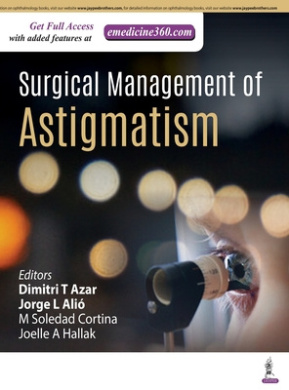 Get Full Access
with added features at
emedicine360.com
Surgical Management of
Astigmatism
Editors
Dimitri T Azar
Jorge L Alió
M Soledad Cortina
Joelle A Hallak